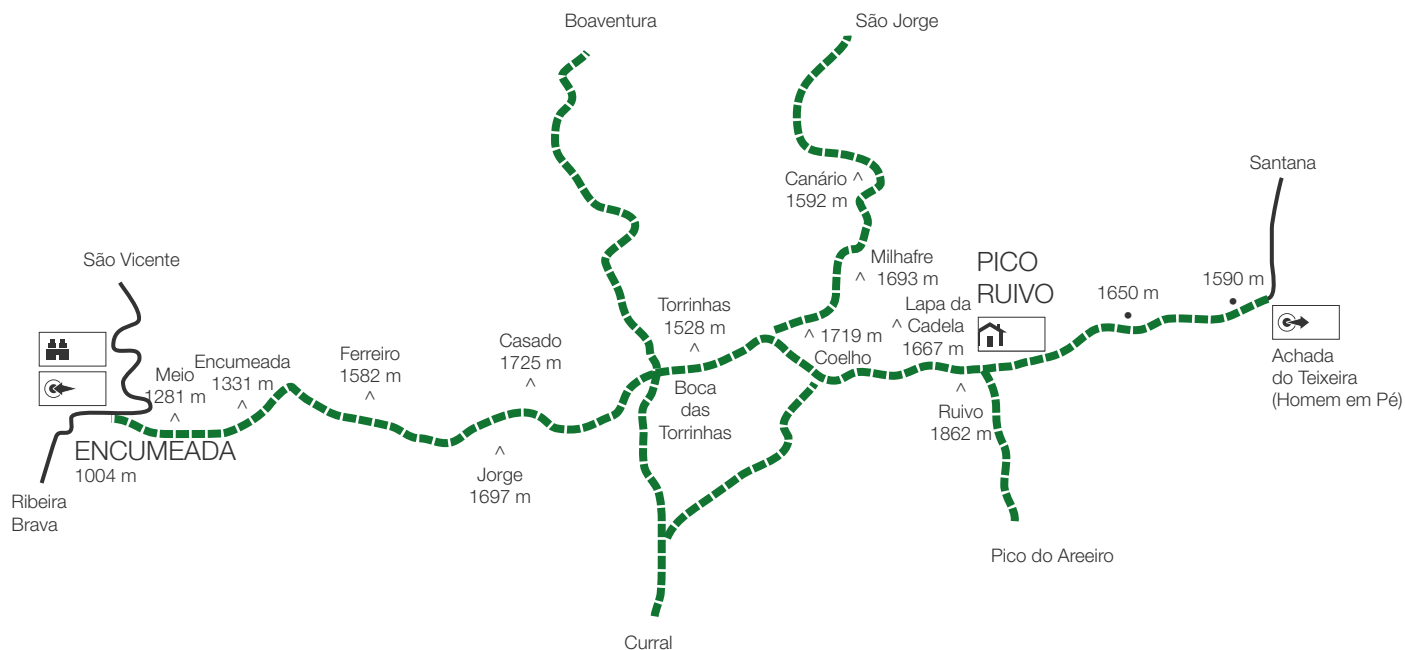 Boaventura
São Jorge
Santana
Canário
1592 m
São Vicente
Milhafre
1693 m
PICO
RUIVO
Lapa da
Cadela
1667 m
1650 m
1590 m
Torrinhas
1528 m
1719 m
Coelho
Casado
1725 m
Ferreiro
1582 m
Encumeada
1331 m
Meio
1281 m
Achada
do Teixeira
(Homem em Pé)
Boca
das
Torrinhas
Ruivo
1862 m
ENCUMEADA
1004 m
Jorge
1697 m
Ribeira
Brava
Pico do Areeiro
Curral